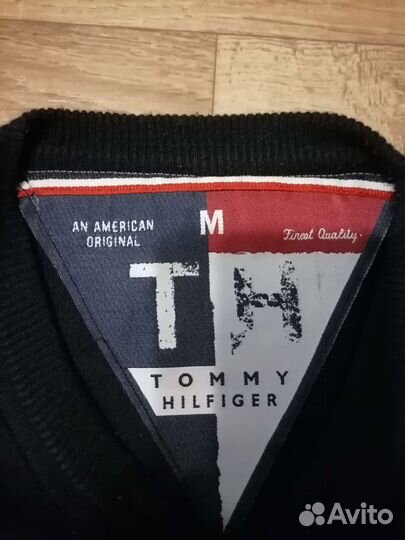 AN AMERICAN
ORIGINAL
M
Finest Quality.
TH
TOMMY
HILFIGER
Avito